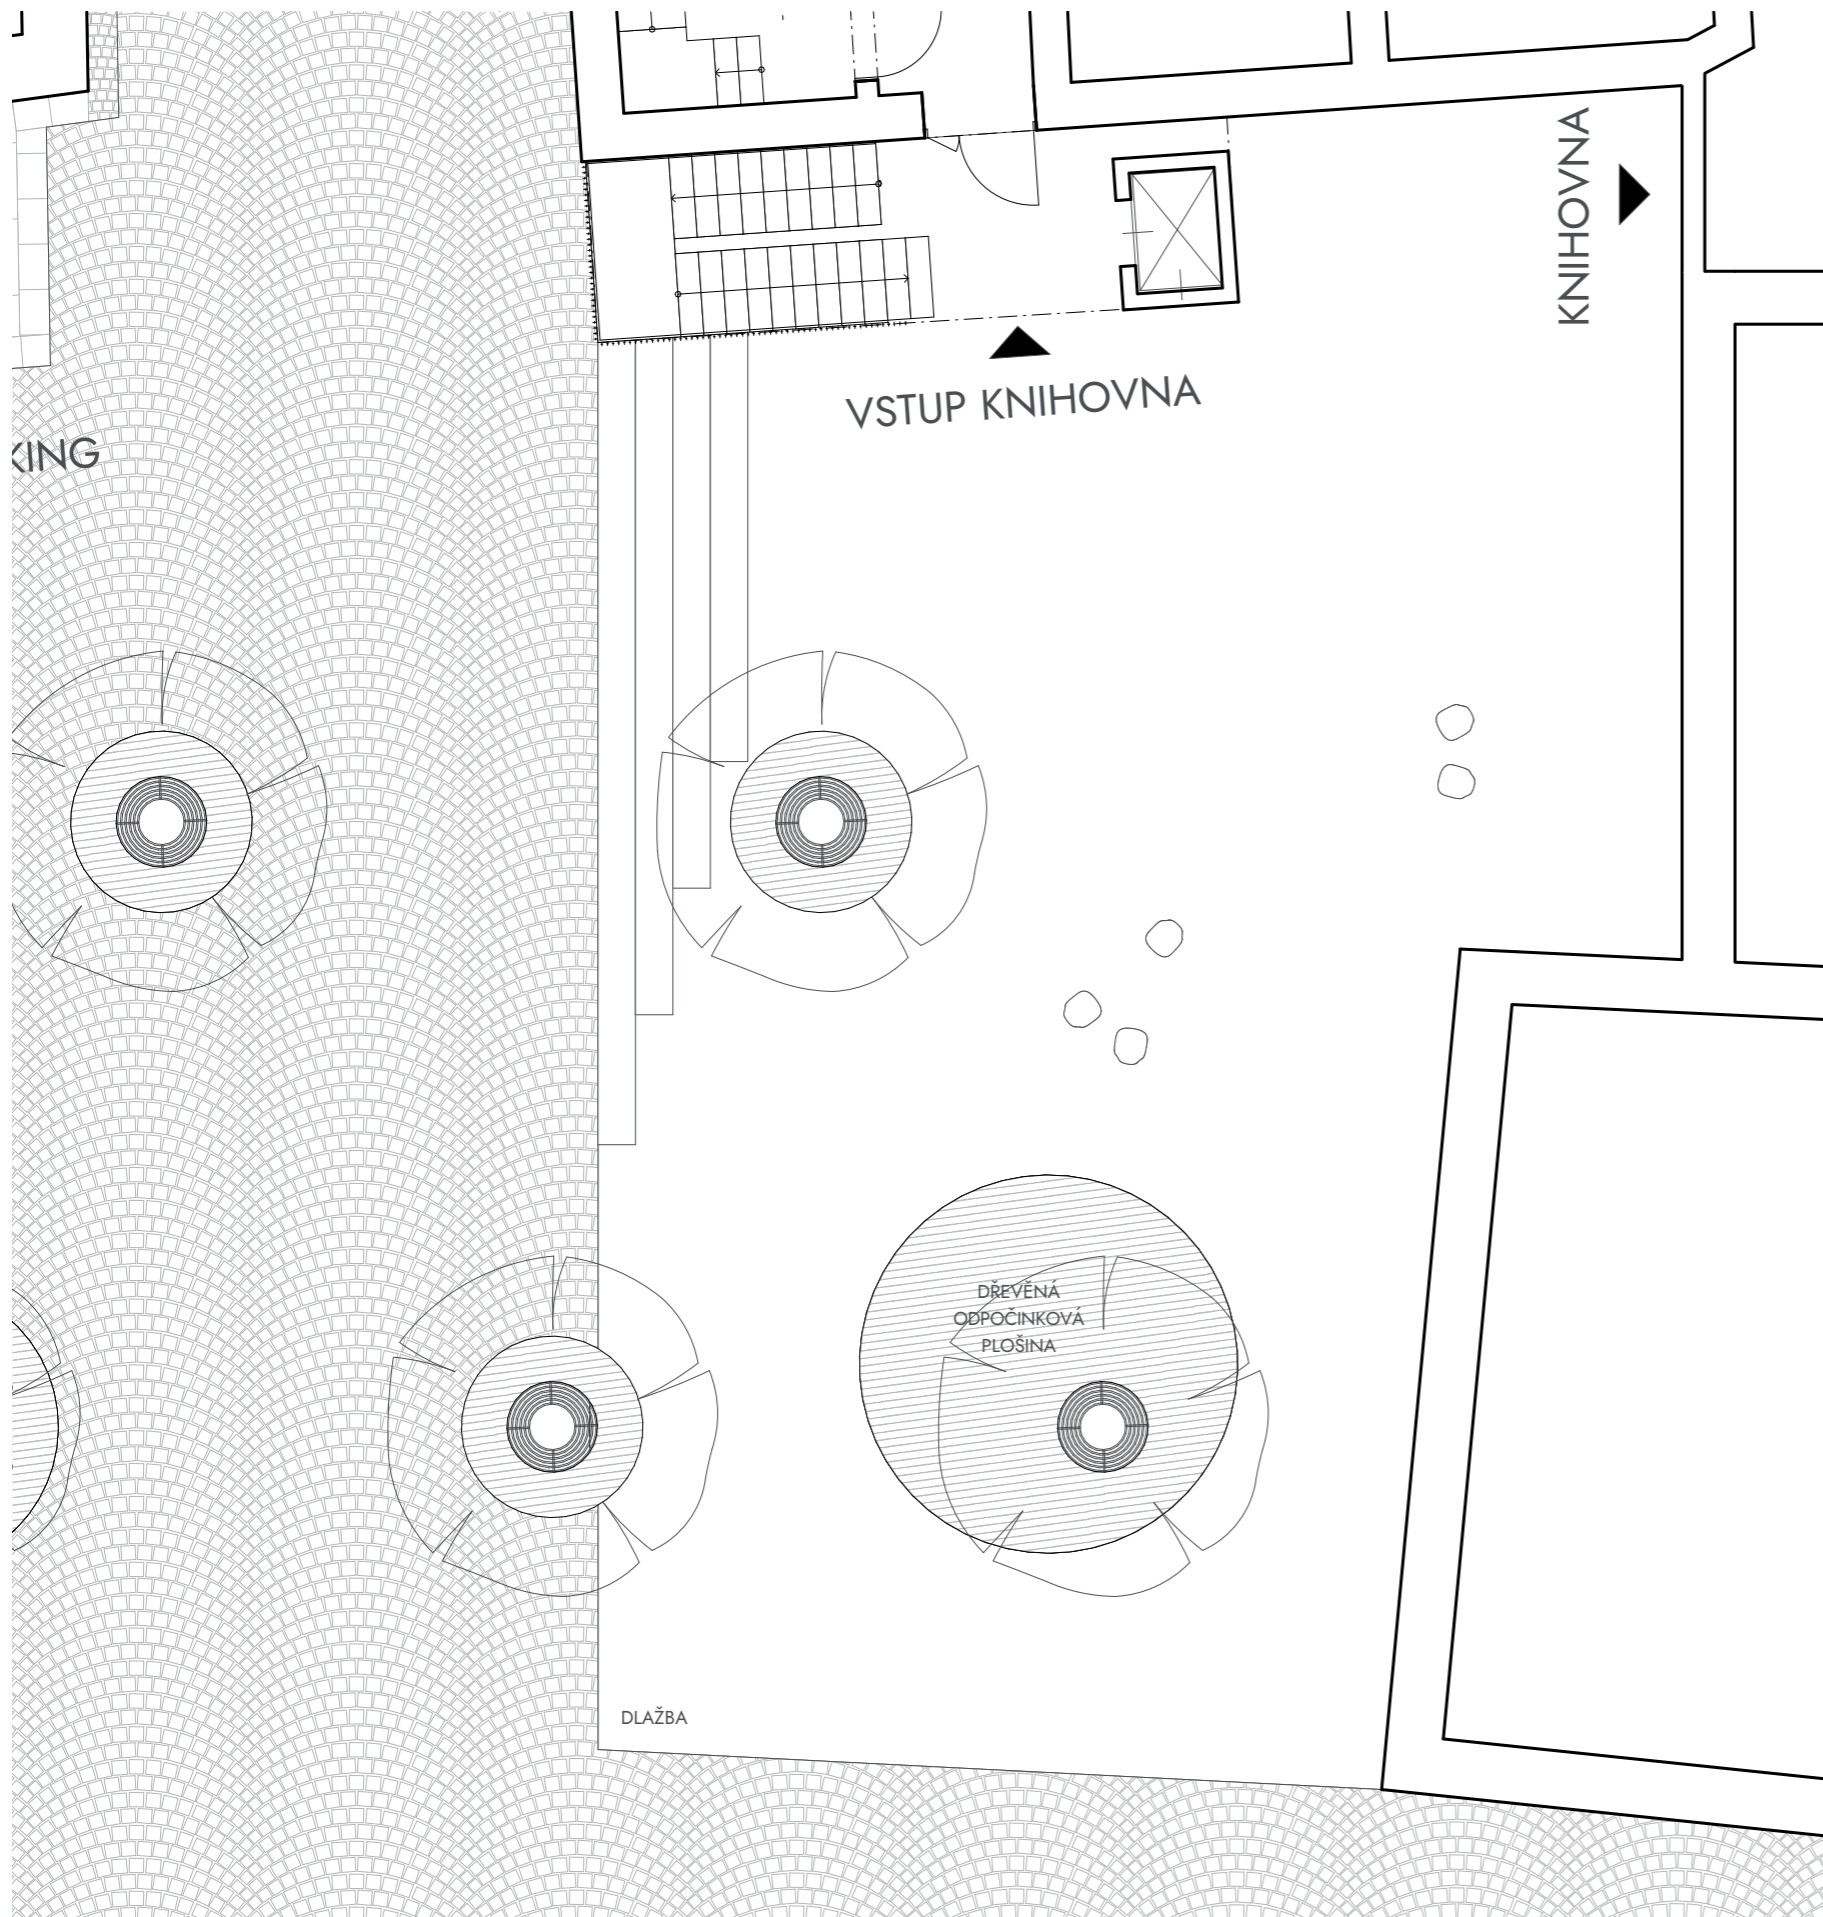 KNIHOVNA
VSTUP KNIHOVNA
KING
DŘEVĚNÁ
ODPOČINKOVÁ
PLOŠINA
DLAŽBA